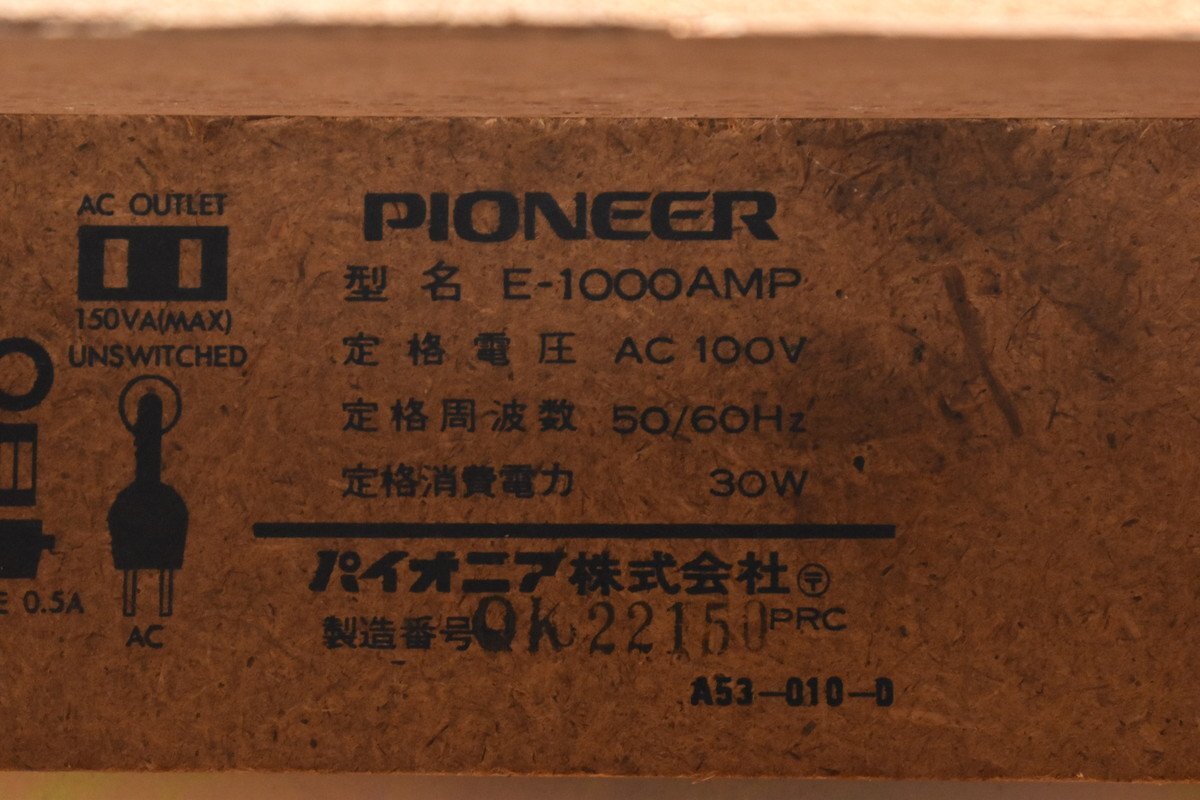 AC OUTLET
150VA(MAX)
UNSWITCHED
E 0.5A
AC
PIONEER
型名 E-1000AMP
定格電圧 AC 100V
定格周波数 50/60Hz
定格消費電力 30W
パイオニア株式会社 〒
製造番号 QK22150 PRC
A53-010-0